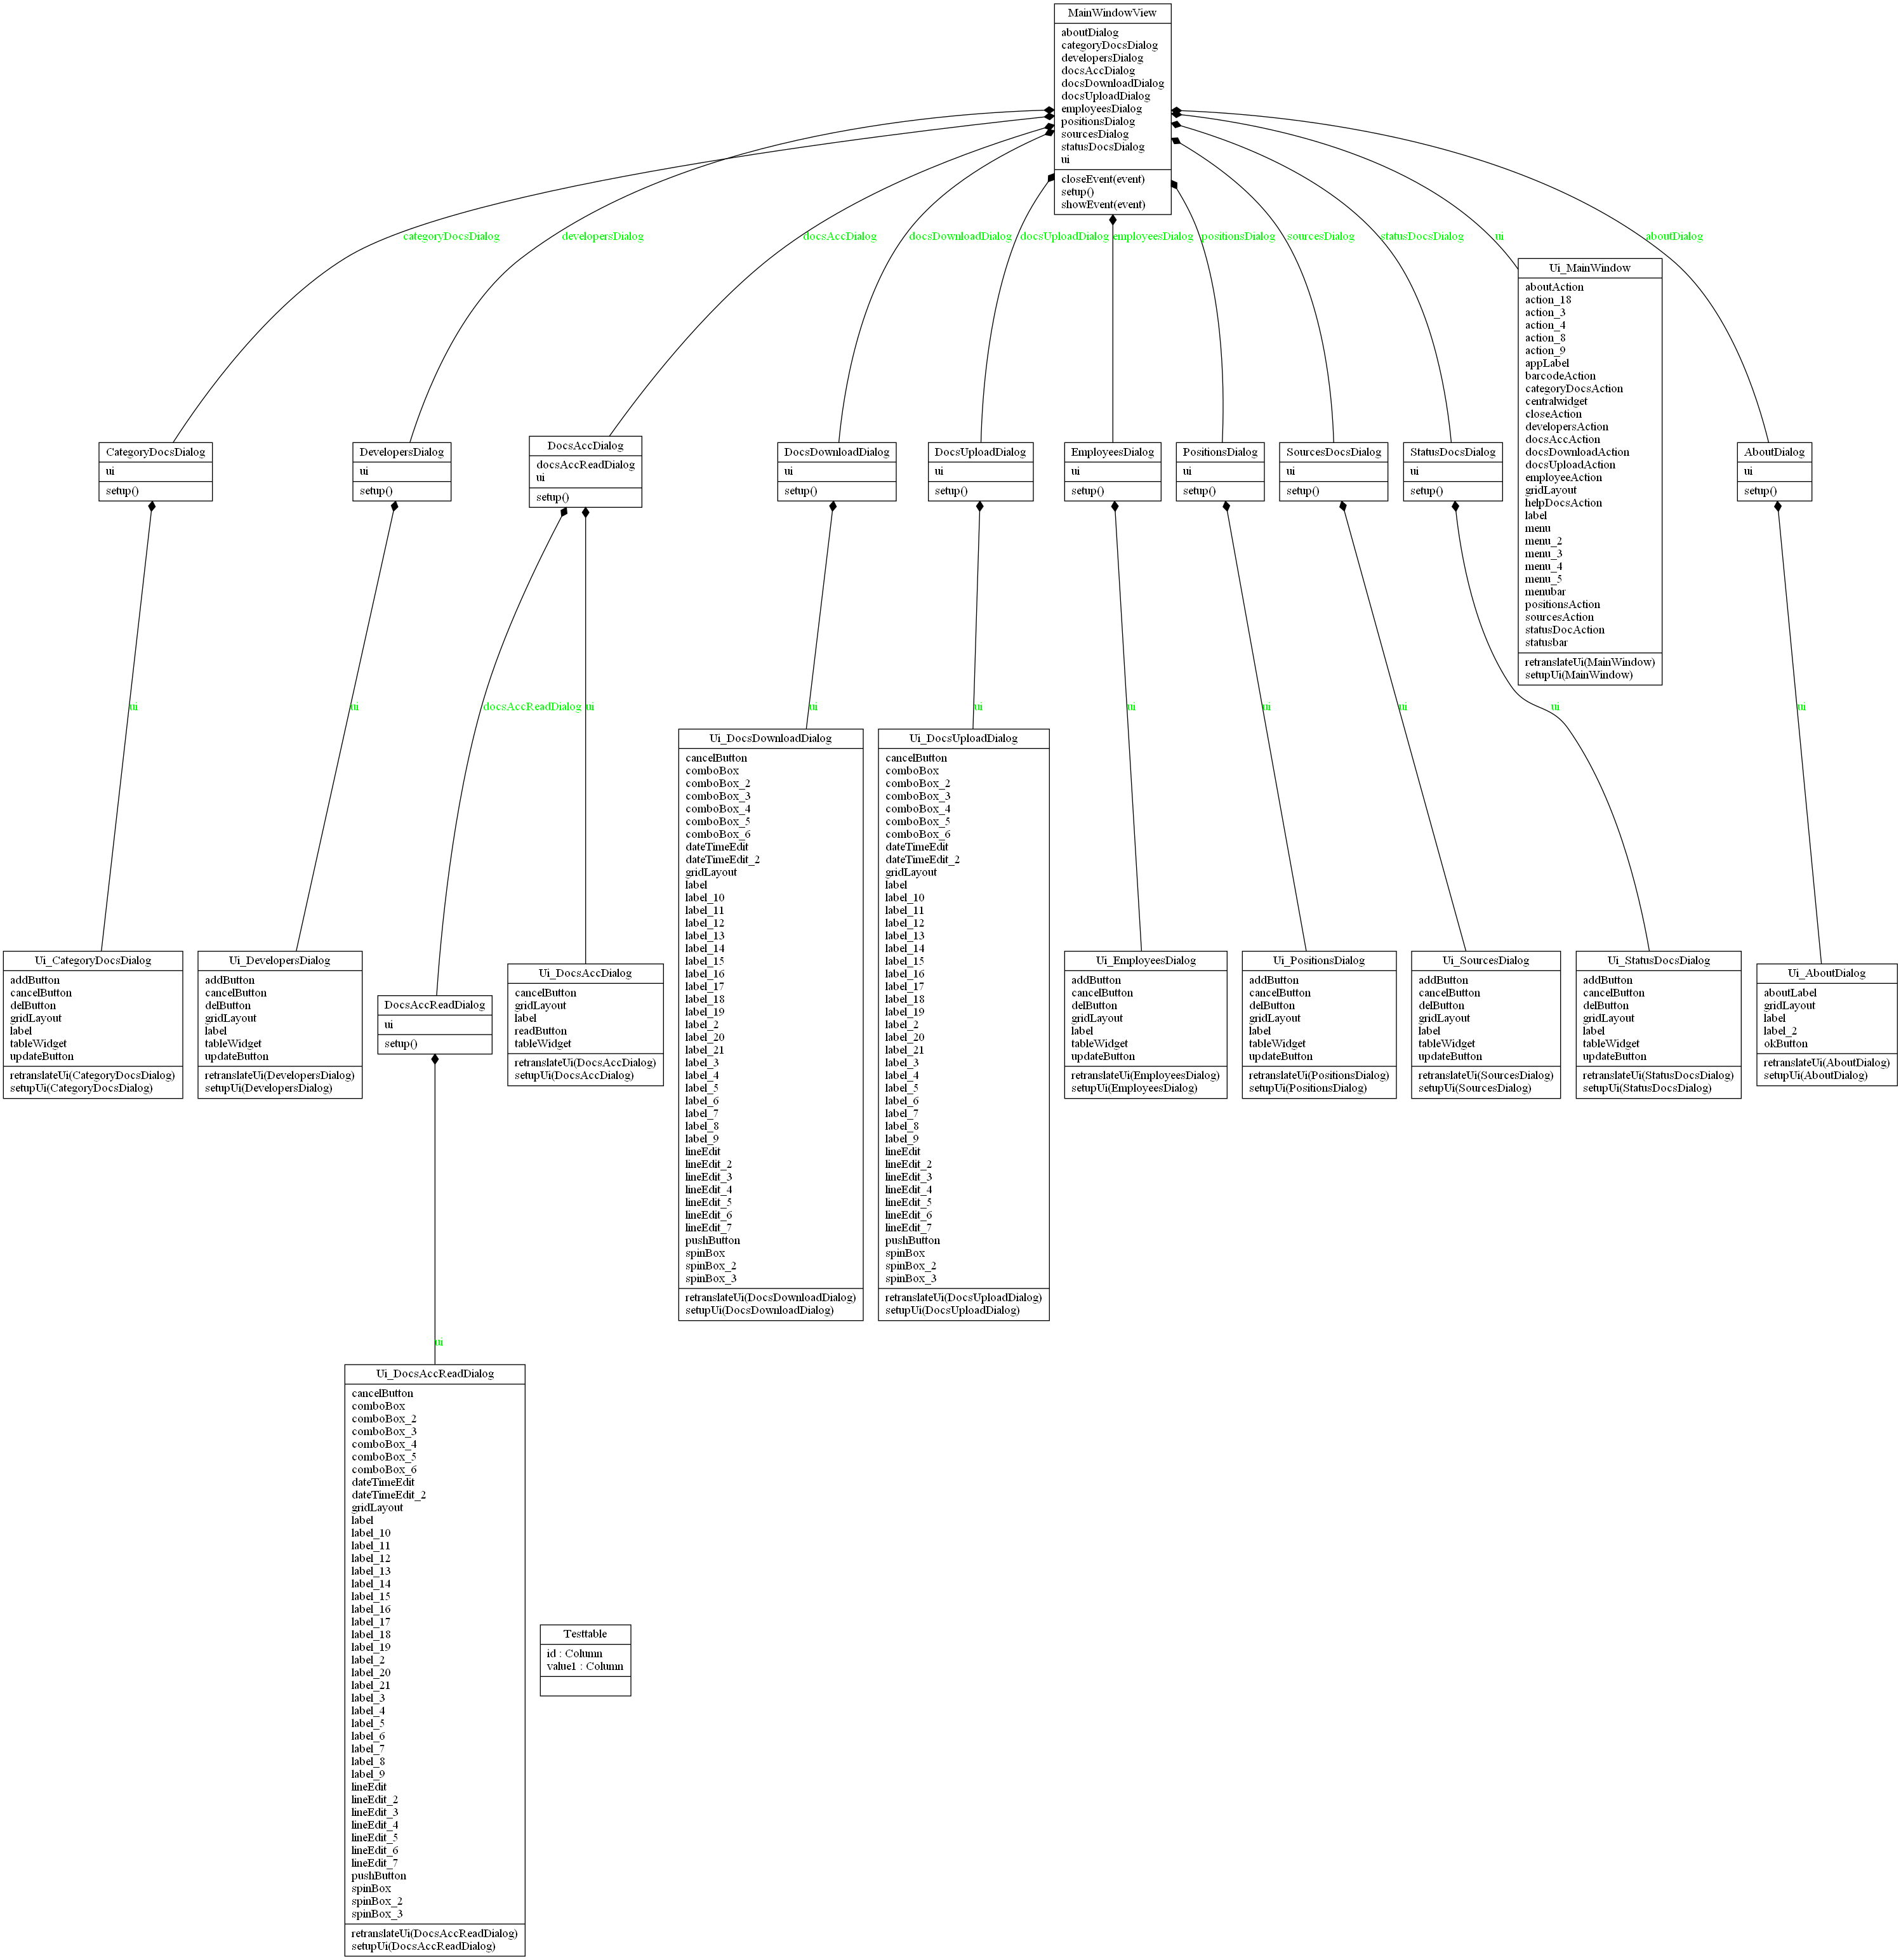 MainWindowView
aboutDialog
categoryDocsDialog
developersDialog
docsAccDialog
docsDownloadDialog
docsUploadDialog
employeesDialog
positionsDialog
sourcesDialog
statusDocsDialog
ui
closeEvent(event)
setup()
showEvent(event)
categoryDocsDialog
developersDialog
docsAccDialog
docsDownloadDialog
docsUploadDialog
employeesDialog
positionsDialog
sourcesDialog
statusDocsDialog
ui
aboutDialog
Ui_MainWindow
aboutAction
action_18
action_3
action_4
action_8
action_9
appLabel
barcodeAction
categoryDocsAction
centralwidget
closeAction
developersAction
docsAccAction
docsDownloadAction
docsUploadAction
employeeAction
gridLayout
helpDocsAction
label
menu
menu_2
menu_3
menu_4
menu_5
menubar
positionsAction
sourcesAction
statusDocAction
statusbar
retranslateUi(MainWindow)
setupUi(MainWindow)
CategoryDocsDialog
ui
setup()
DevelopersDialog
ui
setup()
DocsAccDialog
docsAccReadDialog
ui
setup()
DocsDownloadDialog
ui
setup()
DocsUploadDialog
ui
setup()
EmployeesDialog
ui
setup()
PositionsDialog
ui
setup()
SourcesDocsDialog
ui
setup()
StatusDocsDialog
ui
setup()
AboutDialog
ui
setup()
ui
ui
docsAccReadDialog
ui
ui
ui
ui
ui
ui
ui
ui
Ui_CategoryDocsDialog
addButton
cancelButton
delButton
gridLayout
label
tableWidget
updateButton
retranslateUi(CategoryDocsDialog)
setupUi(CategoryDocsDialog)
Ui_DevelopersDialog
addButton
cancelButton
delButton
gridLayout
label
tableWidget
updateButton
retranslateUi(DevelopersDialog)
setupUi(DevelopersDialog)
DocsAccReadDialog
ui
setup()
Ui_DocsAccDialog
cancelButton
gridLayout
label
readButton
tableWidget
retranslateUi(DocsAccDialog)
setupUi(DocsAccDialog)
Ui_DocsDownloadDialog
cancelButton
comboBox
comboBox_2
comboBox_3
comboBox_4
comboBox_5
comboBox_6
dateTimeEdit
dateTimeEdit_2
gridLayout
label
label_10
label_11
label_12
label_13
label_14
label_15
label_16
label_17
label_18
label_19
label_2
label_20
label_21
label_3
label_4
label_5
label_6
label_7
label_8
label_9
lineEdit
lineEdit_2
lineEdit_3
lineEdit_4
lineEdit_5
lineEdit_6
lineEdit_7
pushButton
spinBox
spinBox_2
spinBox_3
retranslateUi(DocsDownloadDialog)
setupUi(DocsDownloadDialog)
Ui_DocsUploadDialog
cancelButton
comboBox
comboBox_2
comboBox_3
comboBox_4
comboBox_5
comboBox_6
dateTimeEdit
dateTimeEdit_2
gridLayout
label
label_10
label_11
label_12
label_13
label_14
label_15
label_16
label_17
label_18
label_19
label_2
label_20
label_21
label_3
label_4
label_5
label_6
label_7
label_8
label_9
lineEdit
lineEdit_2
lineEdit_3
lineEdit_4
lineEdit_5
lineEdit_6
lineEdit_7
pushButton
spinBox
spinBox_2
spinBox_3
retranslateUi(DocsUploadDialog)
setupUi(DocsUploadDialog)
Ui_EmployeesDialog
addButton
cancelButton
delButton
gridLayout
label
tableWidget
updateButton
retranslateUi(EmployeesDialog)
setupUi(EmployeesDialog)
Ui_PositionsDialog
addButton
cancelButton
delButton
gridLayout
label
tableWidget
updateButton
retranslateUi(PositionsDialog)
setupUi(PositionsDialog)
Ui_SourcesDialog
addButton
cancelButton
delButton
gridLayout
label
tableWidget
updateButton
retranslateUi(SourcesDialog)
setupUi(SourcesDialog)
Ui_StatusDocsDialog
addButton
cancelButton
delButton
gridLayout
label
tableWidget
updateButton
retranslateUi(StatusDocsDialog)
setupUi(StatusDocsDialog)
Ui_AboutDialog
aboutLabel
gridLayout
label
label_2
okButton
retranslateUi(AboutDialog)
setupUi(AboutDialog)
ui
Ui_DocsAccReadDialog
cancelButton
comboBox
comboBox_2
comboBox_3
comboBox_4
comboBox_5
comboBox_6
dateTimeEdit
dateTimeEdit_2
gridLayout
label
label_10
label_11
label_12
label_13
label_14
label_15
label_16
label_17
label_18
label_19
label_2
label_20
label_21
label_3
label_4
label_5
label_6
label_7
label_8
label_9
lineEdit
lineEdit_2
lineEdit_3
lineEdit_4
lineEdit_5
lineEdit_6
lineEdit_7
pushButton
spinBox
spinBox_2
spinBox_3
retranslateUi(DocsAccReadDialog)
setupUi(DocsAccReadDialog)
Testtable
id : Column
value1 : Column